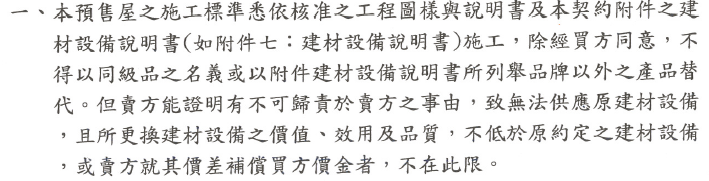 一、本預售屋之施工標準悉依核准之工程圖樣與說明書及本契約附件之建
材設備說明書(如附件七：建材設備說明書)施工，除經買方同意，不
得以同級品之名義或以附件建材設備說明書所列舉品牌以外之產品替
代。但賣方能證明有不可歸責於賣方之事由，致無法供應原建材設備
，且所更換建材設備之價值、效用及品質，不低於原約定之建材設備
，或賣方就其價差補償買方價金者，不在此限。